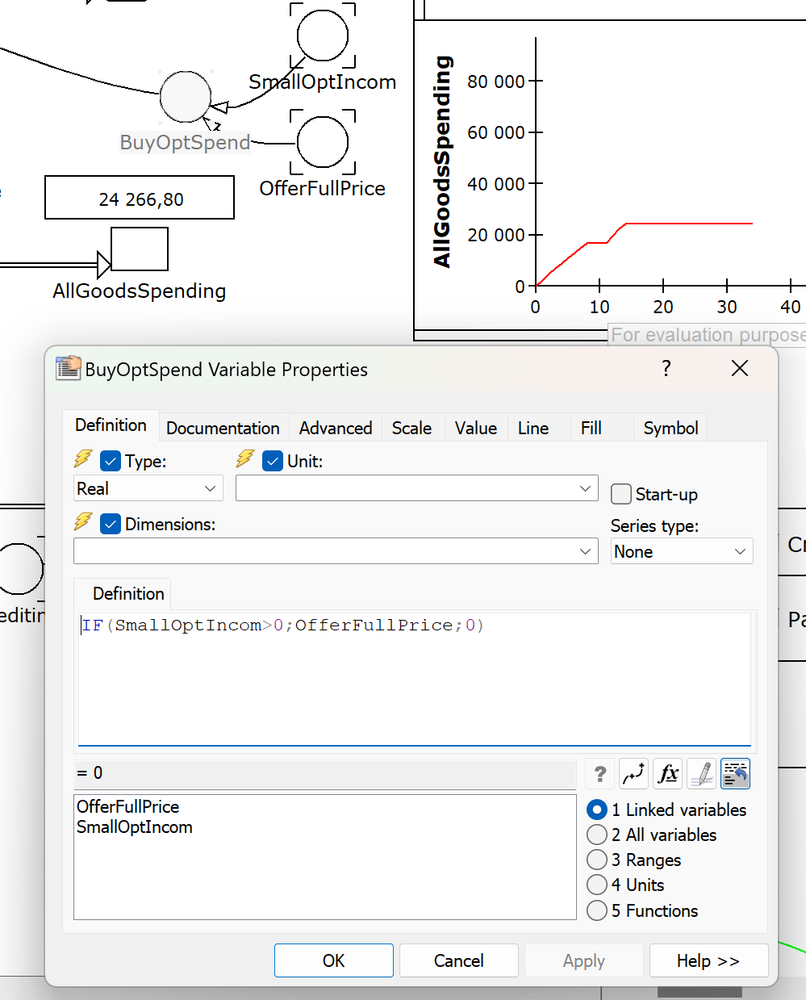 SmallOptIncom
BuyOptSpend
OfferFullPrice
24 266,80
AllGoodsSpending
AllGoodsSpending
80 000
60 000
40 000
20 000
0
0 10 20 30 40
For evaluation purpose
BuyOptSpend Variable Properties
?
Definition Documentation Advanced Scale Value Line Fill Symbol
Type: Unit:
Real
Start-up
Dimensions:
Series type:
None
Definition
IF(SmallOptIncom>0;OfferFullPrice;0)
= 0
? fx
OfferFullPrice
SmallOptIncom
1 Linked variables
2 All variables
3 Ranges
4 Units
5 Functions
OK Cancel Apply Help >>